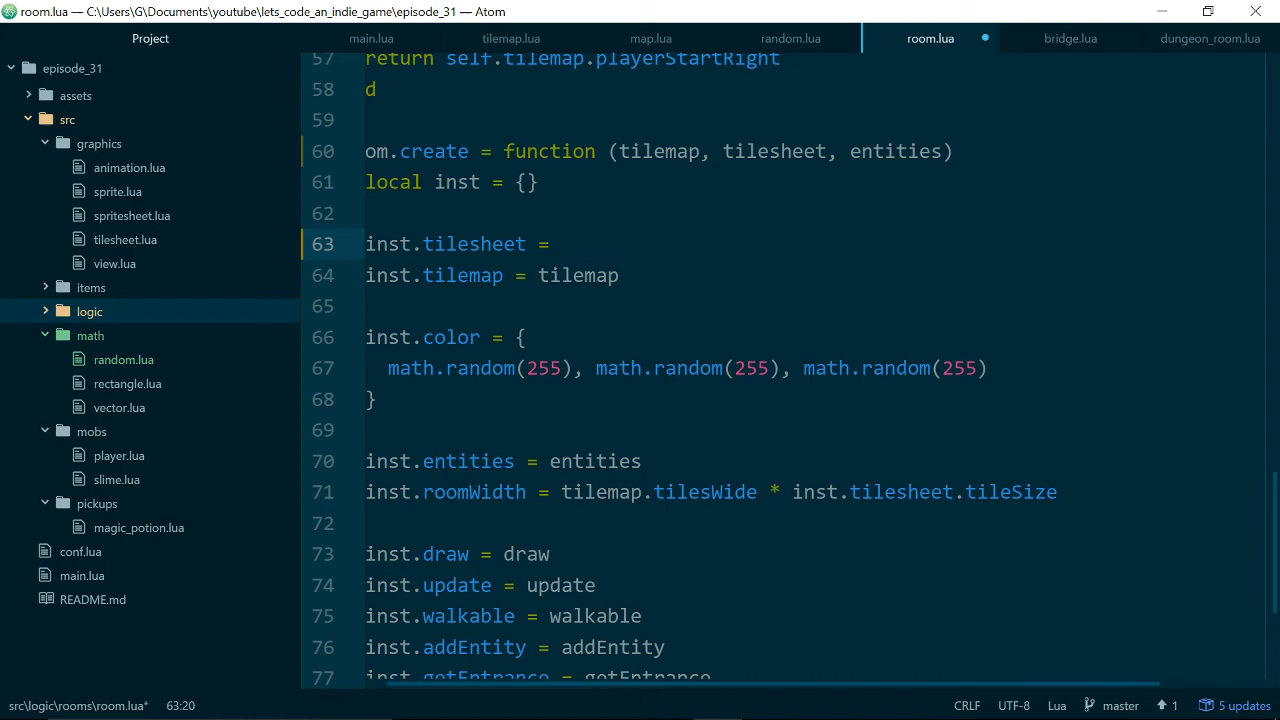 room.lua — C:\Users\G\Documents\youtube\lets_code_an_indie_game\episode_31 — Atom
Project
main.lua
tilemap.lua
map.lua
random.lua
room.lua
bridge.lua
dungeon_room.lua
episode_31
assets
src
graphics
animation.lua
sprite.lua
spritesheet.lua
tilesheet.lua
view.lua
items
logic
math
random.lua
rectangle.lua
vector.lua
mobs
player.lua
slime.lua
pickups
magic_potion.lua
conf.lua
main.lua
README.md
57 return self.tilemap.playerStartRight
58 d
59
60 om.create = function (tilemap, tilesheet, entities)
61 local inst = {}
62
63 inst.tilesheet =
64 inst.tilemap = tilemap
65
66 inst.color = {
67 math.random(255), math.random(255), math.random(255)
68 }
69
70 inst.entities = entities
71 inst.roomWidth = tilemap.tilesWide * inst.tilesheet.tileSize
72
73 inst.draw = draw
74 inst.update = update
75 inst.walkable = walkable
76 inst.addEntity = addEntity
77 inst.getEntrance = getEntrance
src\logic\rooms\room.lua* 63:20 CRLF UTF-8 Lua master 1 5 updates